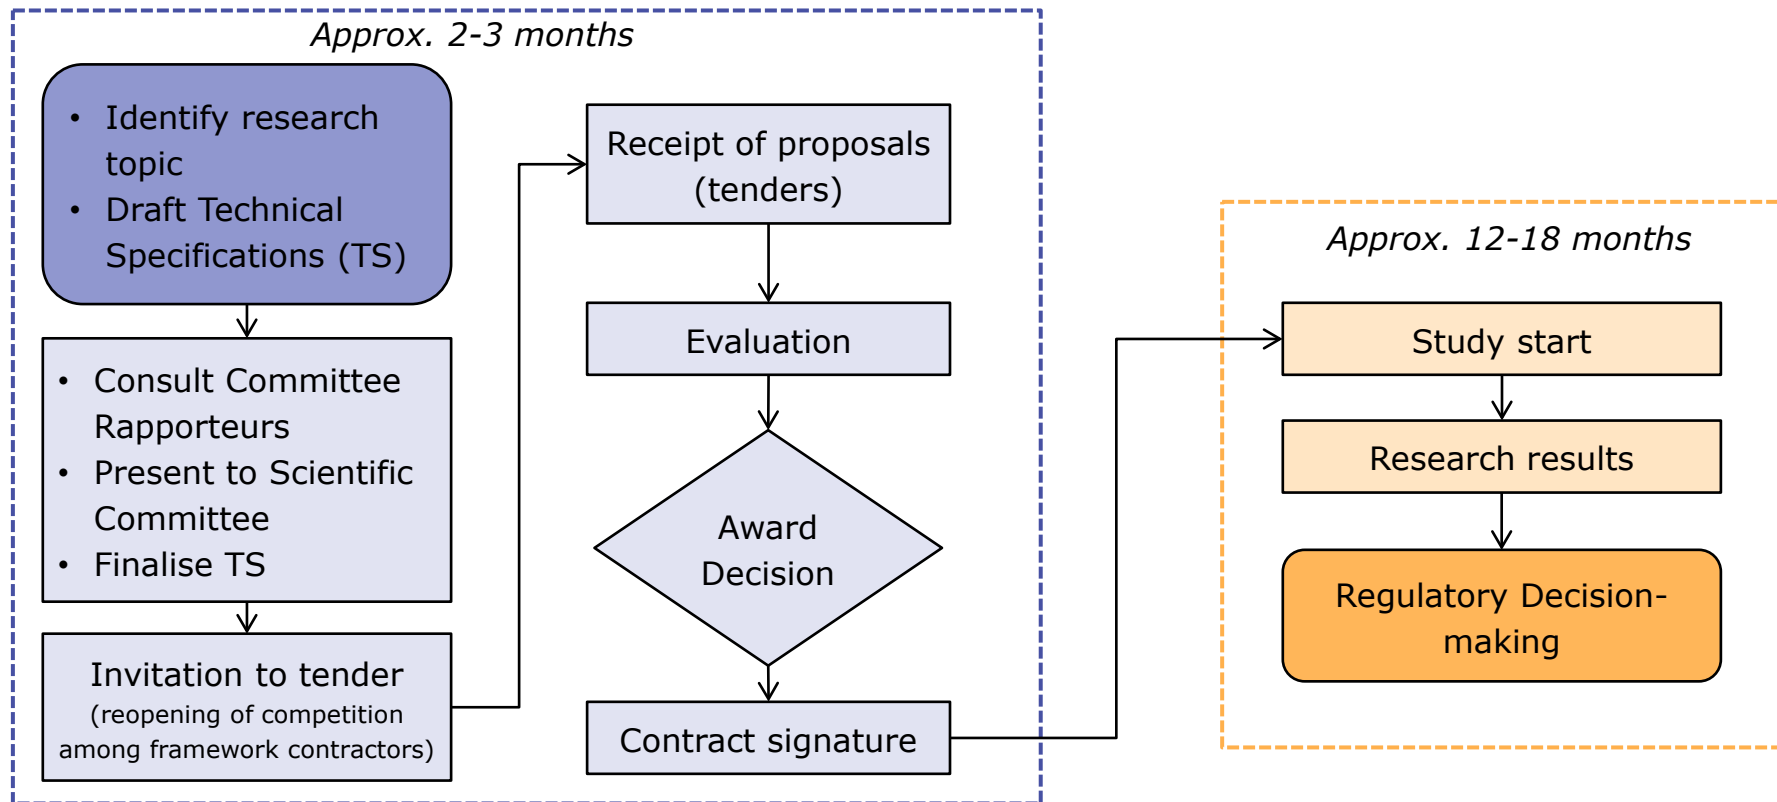 Approx. 2-3 months
• Identify research
topic
• Draft Technical
Specifications (TS)
• Consult Committee
Rapporteurs
• Present to Scientific
Committee
• Finalise TS
Invitation to tender
(reopening of competition
among framework contractors)
Receipt of proposals
(tenders)
Evaluation
Award
Decision
Contract signature
Approx. 12-18 months
Study start
Research results
Regulatory Decision-
making